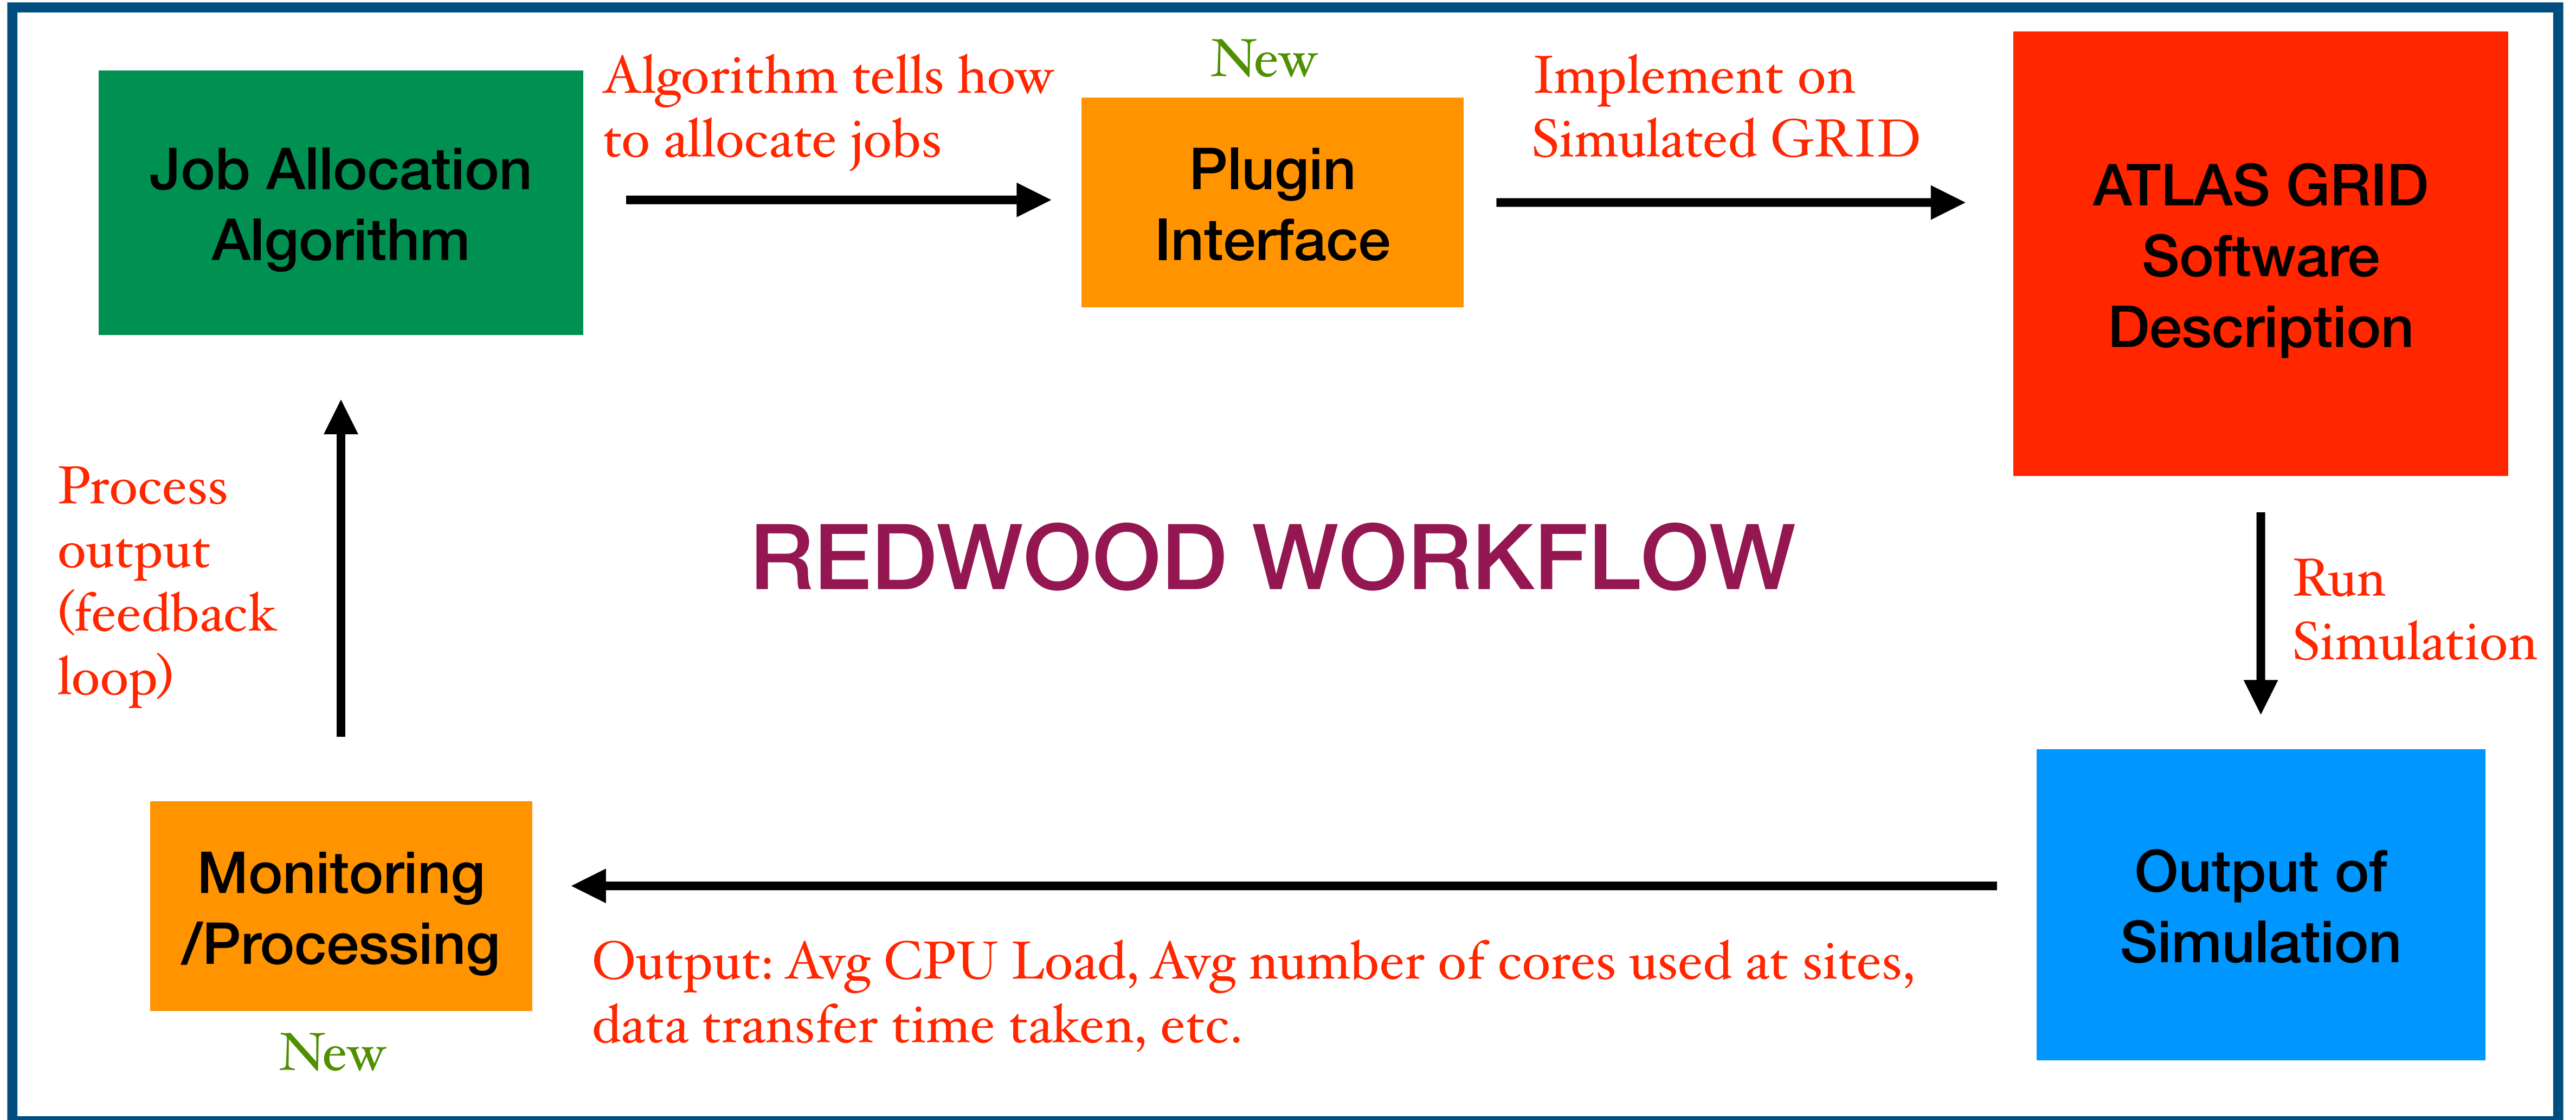 Job Allocation
Algorithm
Algorithm tells how
to allocate jobs
New
Plugin
Interface
Implement on
Simulated GRID
ATLAS GRID
Software
Description
Process
output
(feedback
loop)
REDWOOD WORKFLOW
Run
Simulation
Monitoring
/Processing
New
Output: Avg CPU Load, Avg number of cores used at sites,
data transfer time taken, etc.
Output of
Simulation